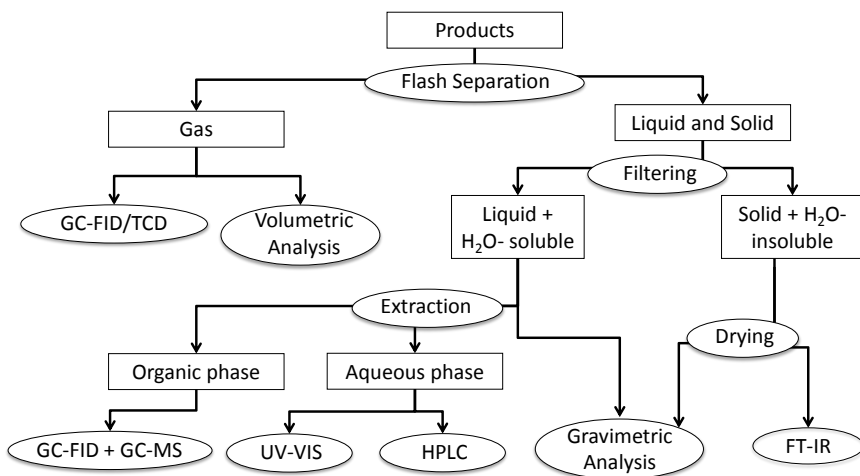 Products
Flash Separation
Gas
Liquid and Solid
Filtering
GC-FID/TCD
Volumetric
Analysis
Liquid +
H₂O- soluble
Solid + H₂O-
insoluble
Extraction
Drying
Organic phase
Aqueous phase
GC-FID + GC-MS
UV-VIS
HPLC
Gravimetric
Analysis
FT-IR